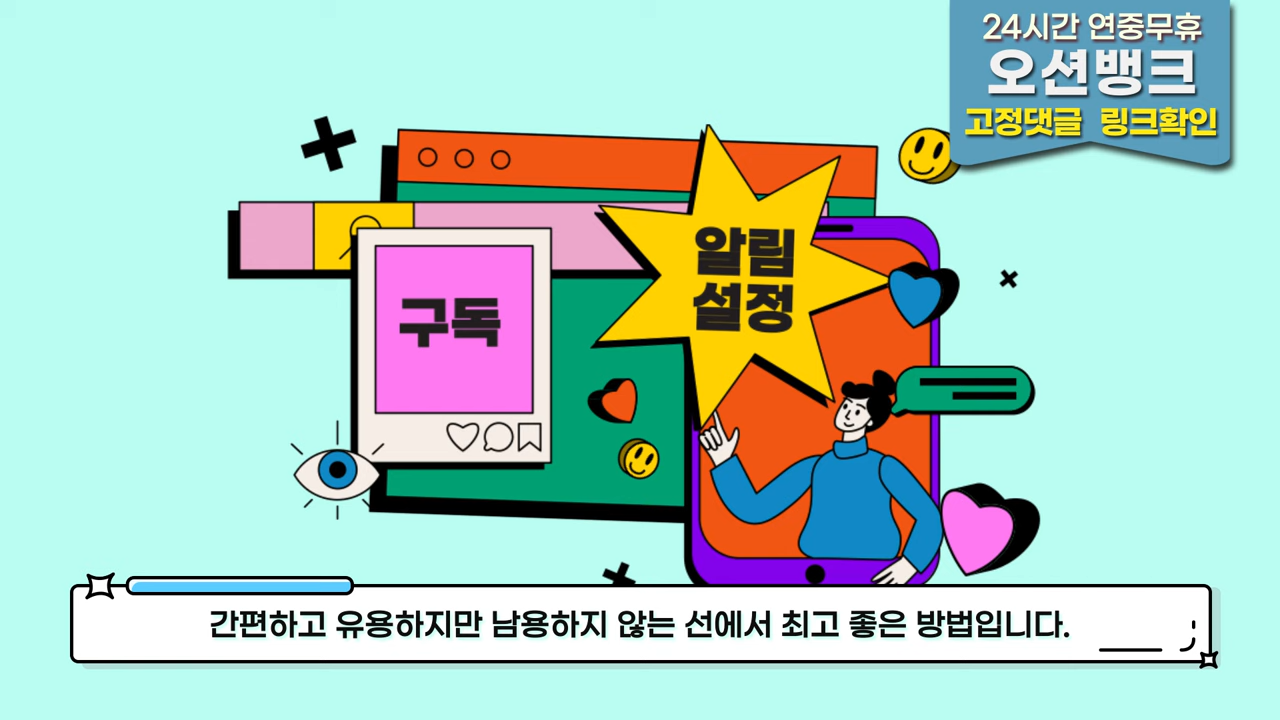 24시간 연중무휴
오션뱅크
고정댓글 링크확인
알림
설정
구독
간편하고 유용하지만 남용하지 않는 선에서 최고 좋은 방법입니다.